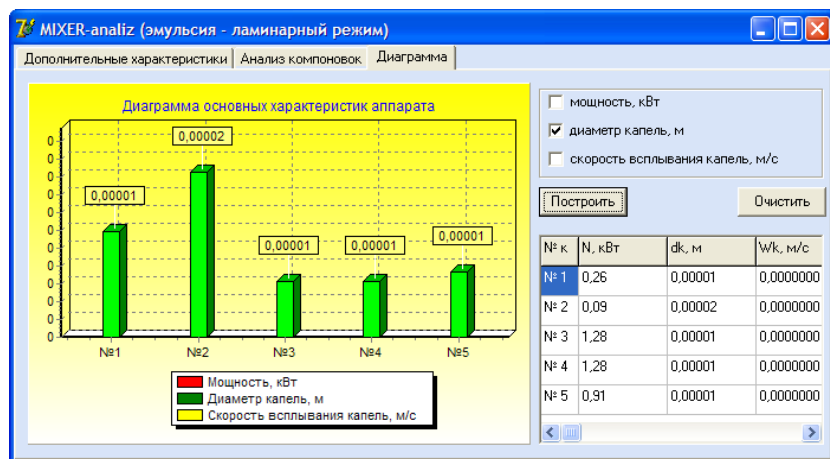 MIXER-analiz (эмульсия - ламинарный режим)
Дополнительные характеристики Анализ компоновок Диаграмма
Диаграмма основных характеристик аппарата
0
0
0
0
0
0
0
0
0
0
0
0
0
0
0,00001
0,00002
0,00001
0,00001
0,00001
№1 №2 №3 №4 №5
Мощность, кВт
Диаметр капель, м
Скорость всплывания капель, м/с
мощность, кВт
диаметр капель, м
скорость всплывания капель, м/с
Построить Очистить
№ к N, кВт dk, м Wk, м/с
№ 1 0,26 0,00001 0,0000000
№ 2 0,09 0,00002 0,0000000
№ 3 1,28 0,00001 0,0000000
№ 4 1,28 0,00001 0,0000000
№ 5 0,91 0,00001 0,0000000